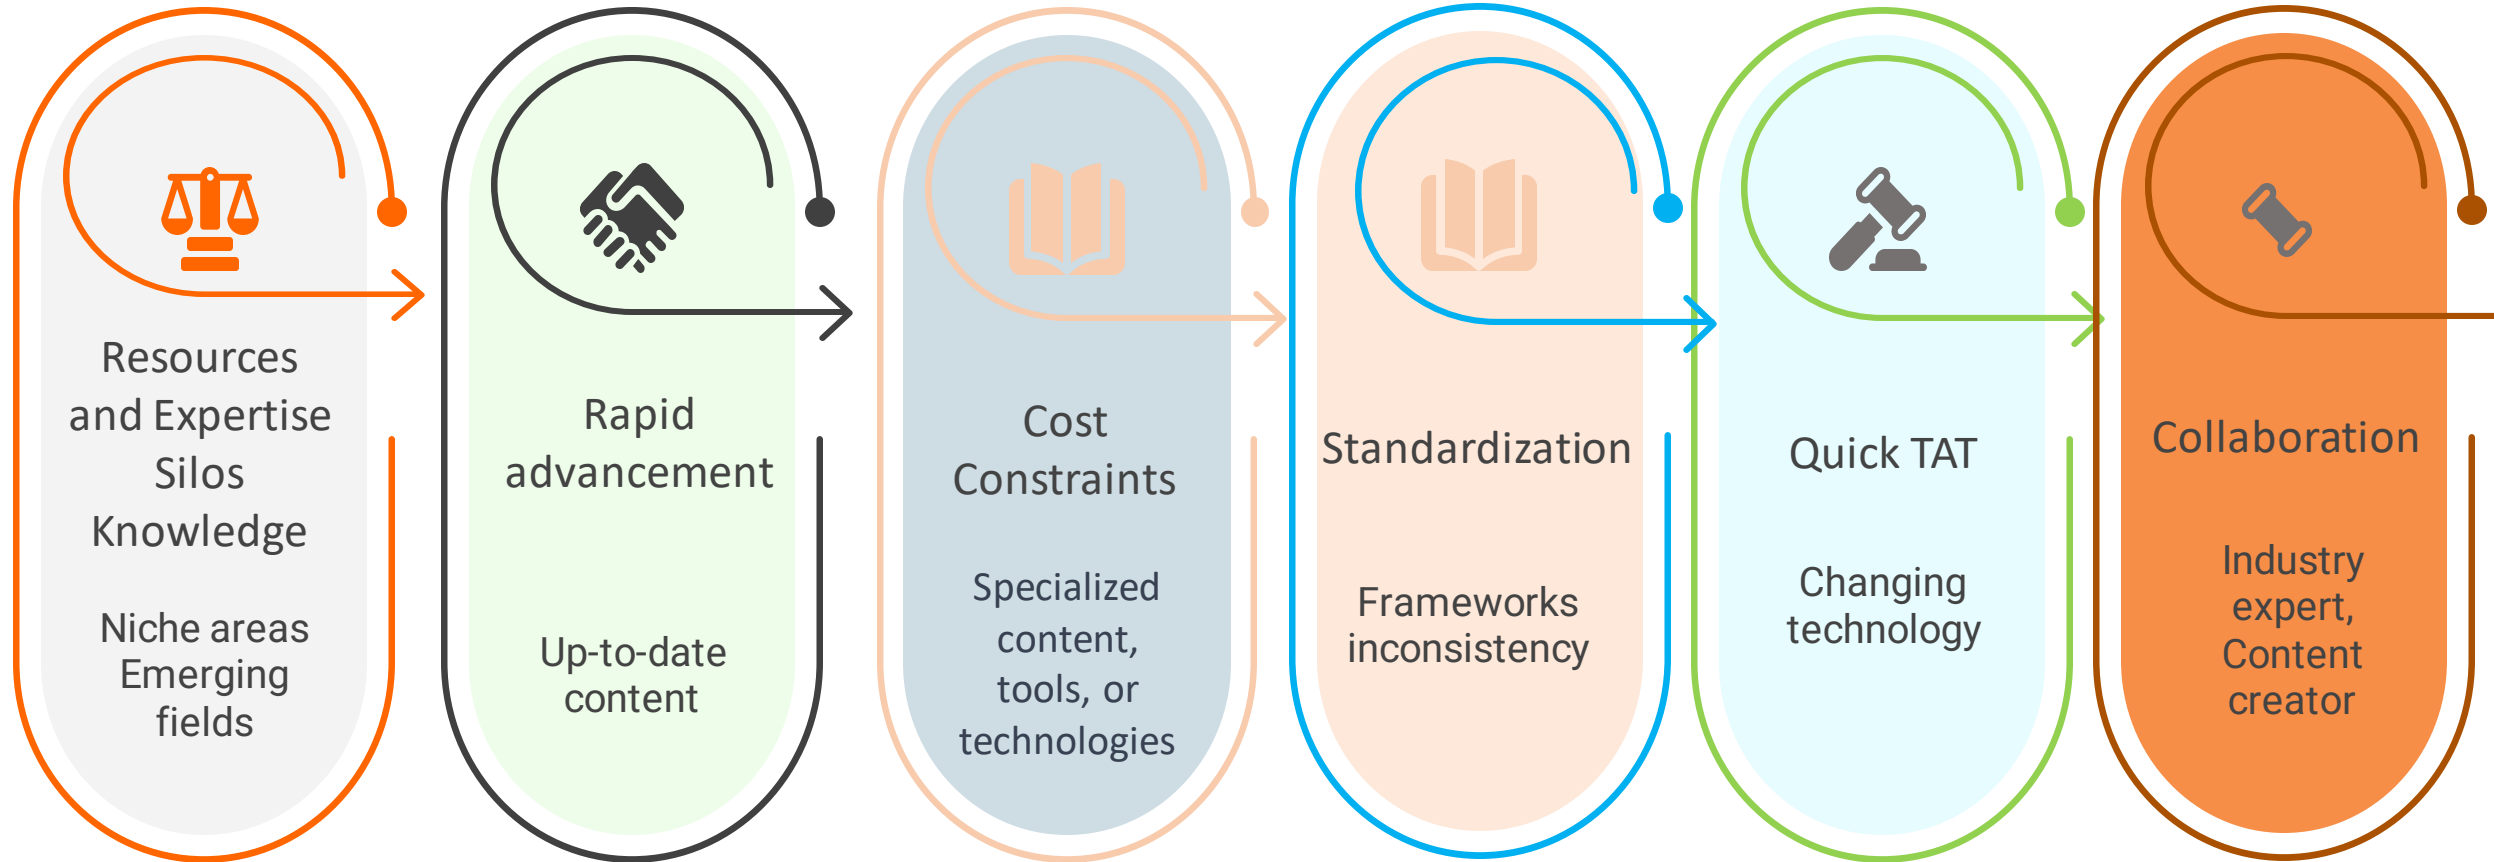 Resources
and Expertise
Silos
Knowledge
Niche areas
Emerging
fields
Rapid
advancement
Up-to-date
content
Cost
Constraints
Specialized
content,
tools, or
technologies
Standardization
Frameworks
inconsistency
Quick TAT
Changing
technology
Collaboration
Industry
expert,
Content
creator